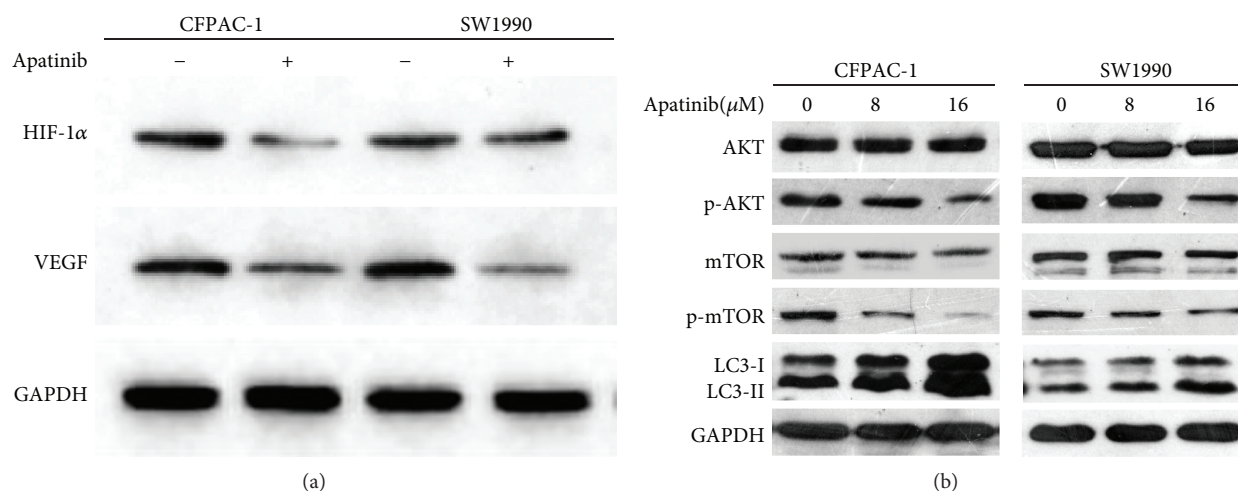 CFPAC-1 SW1990
Apatinib − + − +
HIF-1α
VEGF
GAPDH
(a)
CFPAC-1 SW1990
Apatinib(μM) 0 8 16 0 8 16
AKT
p-AKT
mTOR
p-mTOR
LC3-I
LC3-II
GAPDH
(b)